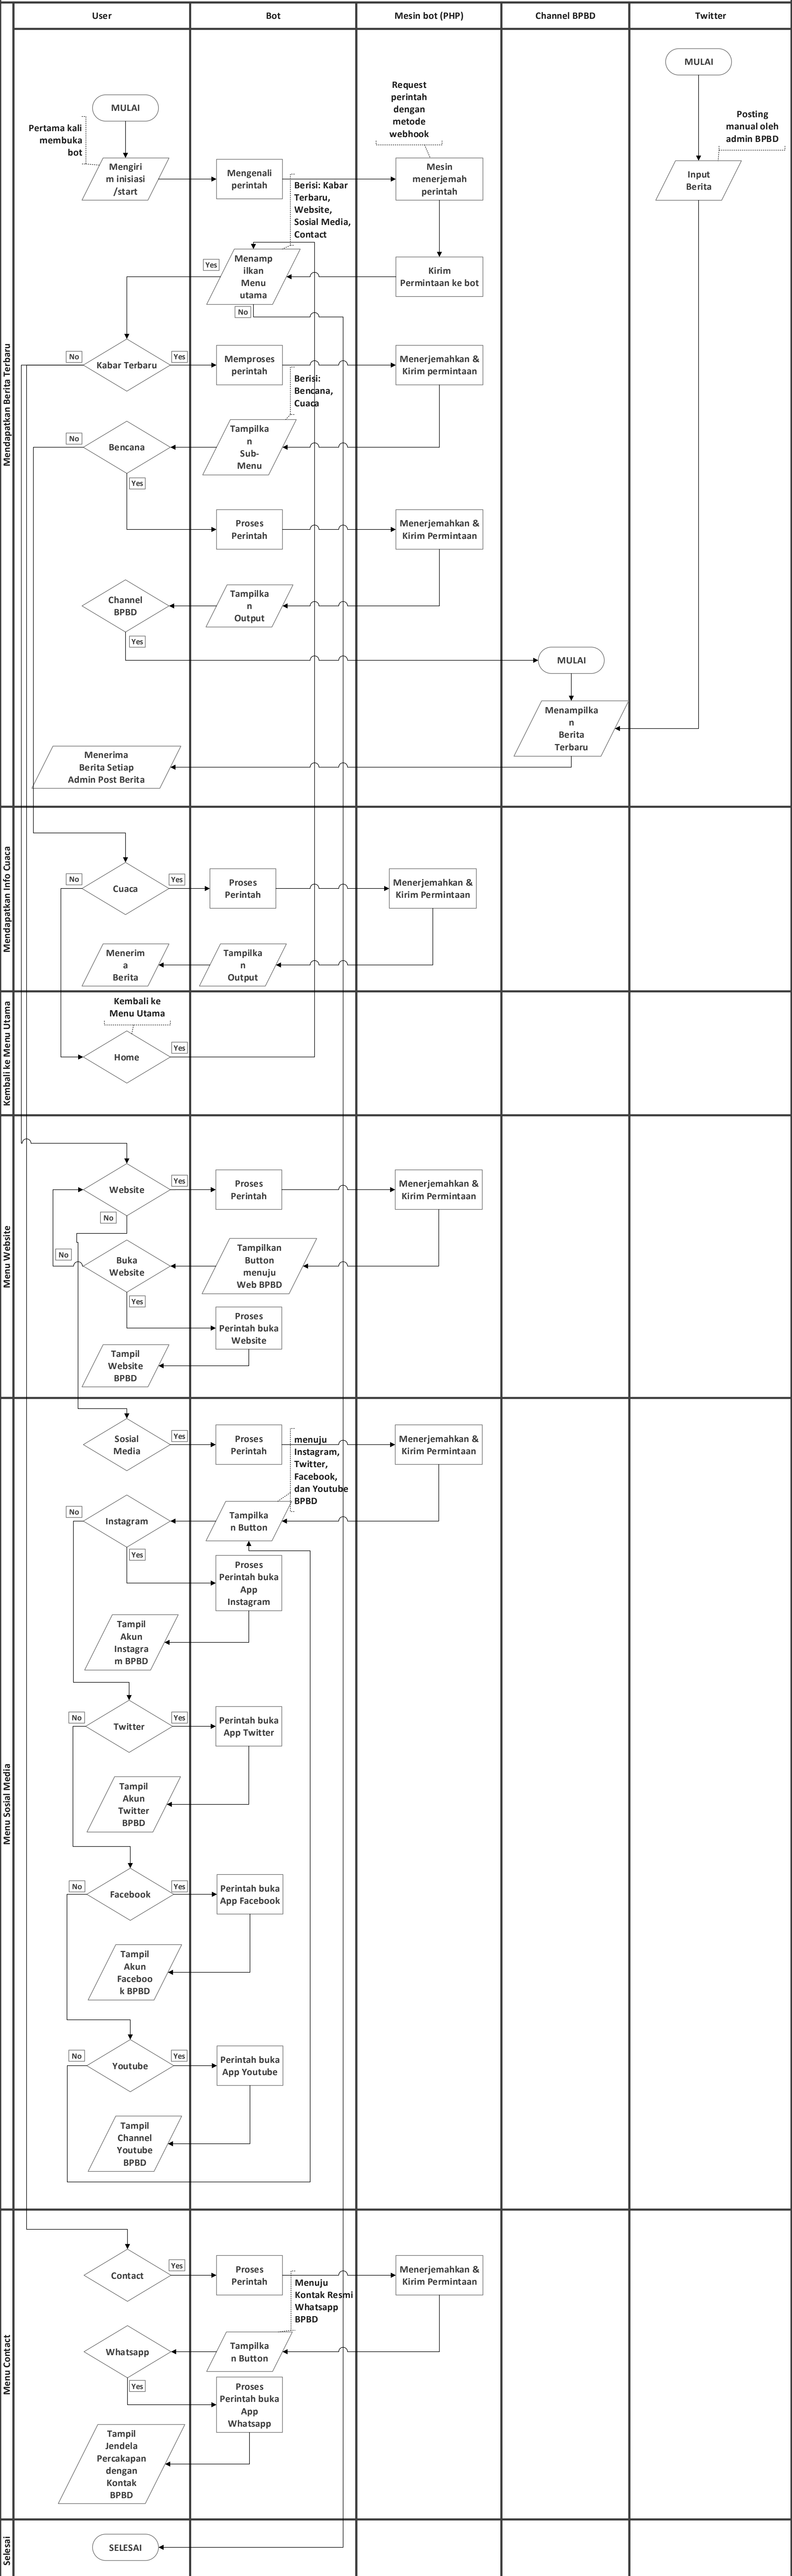 User
Bot
Mesin bot (PHP)
Channel BPBD
Twitter
Mendapatkan Berita Terbaru
MULAI
MULAI
Request
perintah
dengan
metode
webhook
Posting
manual oleh
admin BPBD
Pertama kali
membuka
bot
Mengiri
m inisiasi
/start
Mengenali
perintah
Mesin
menerjemah
perintah
Input
Berita
Berisi: Kabar
Terbaru,
Website,
Sosial Media,
Contact
Yes
Menamp
ilkan
Menu
utama
Kirim
Permintaan ke bot
No
No
Kabar Terbaru
Yes
Memproses
perintah
Menerjemahkan &
Kirim permintaan
Berisi:
Bencana,
Cuaca
No
Bencana
Tampilka
n
Sub-
Menu
Yes
Proses
Perintah
Menerjemahkan &
Kirim Permintaan
Channel
BPBD
Tampilka
n
Output
Yes
MULAI
Menampilka
n
Berita
Terbaru
Menerima
Berita Setiap
Admin Post Berita
Mendapatkan Info Cuaca
No
Cuaca
Yes
Proses
Perintah
Menerjemahkan &
Kirim Permintaan
Menerim
a
Berita
Tampilka
n
Output
Kembali ke Menu Utama
Kembali ke
Menu Utama
Home
Yes
Menu Website
Website
Yes
Proses
Perintah
Menerjemahkan &
Kirim Permintaan
No
No
Buka
Website
Tampilkan
Button
menuju
Web BPBD
Yes
Proses
Perintah buka
Website
Tampil
Website
BPBD
Menu Sosial Media
Sosial
Media
Yes
Proses
Perintah
menuju
Instagram,
Twitter,
Facebook,
dan Youtube
BPBD
Menerjemahkan &
Kirim Permintaan
No
Instagram
Tampilka
n Button
Yes
Proses
Perintah buka
App
Instagram
Tampil
Akun
Instagra
m BPBD
No
Twitter
Yes
Perintah buka
App Twitter
Tampil
Akun
Twitter
BPBD
No
Facebook
Yes
Perintah buka
App Facebook
Tampil
Akun
Faceboo
k BPBD
No
Youtube
Yes
Perintah buka
App Youtube
Tampil
Channel
Youtube
BPBD
Menu Contact
Contact
Yes
Proses
Perintah
Menerjemahkan &
Kirim Permintaan
Menuju
Kontak Resmi
Whatsapp
BPBD
Whatsapp
Tampilka
n Button
Yes
Proses
Perintah buka
App
Whatsapp
Tampil
Jendela
Percakapan
dengan
Kontak
BPBD
Selesai
SELESAI